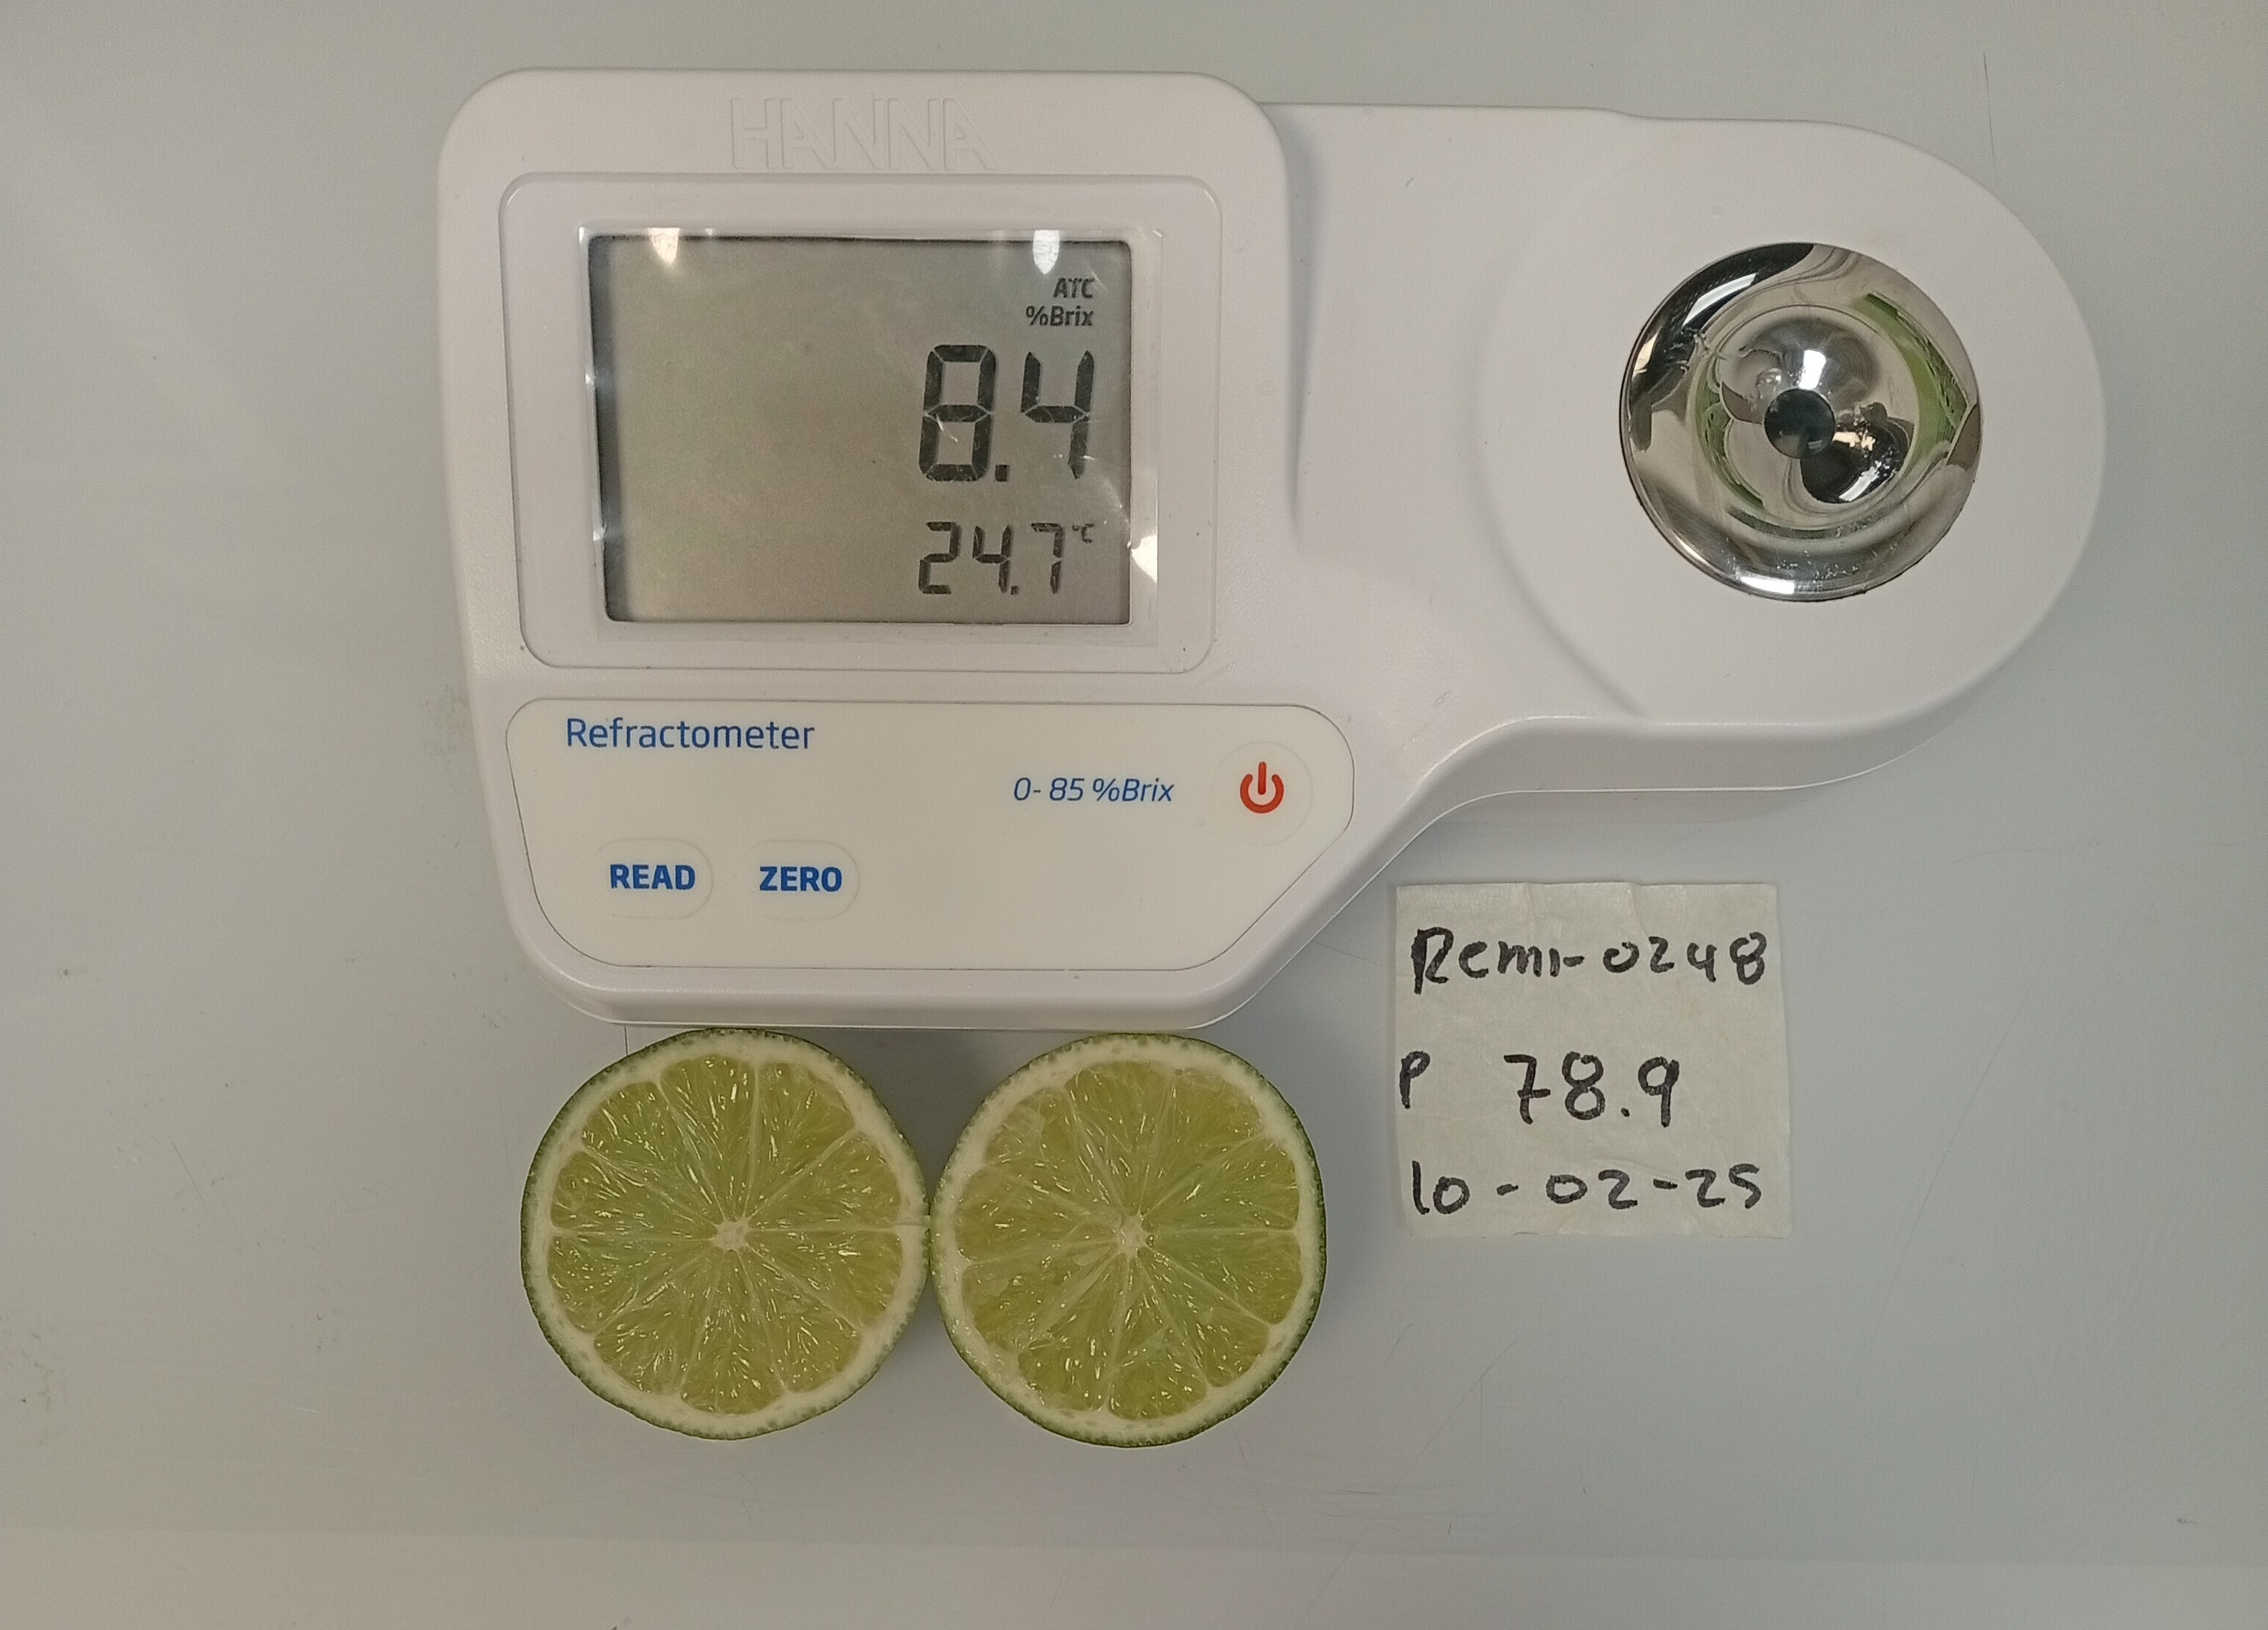 HANNA
ATC
%Brix
8.4
24.7°C
Refractometer
0- 85 %Brix
READ ZERO
Remi-0248
P 78.9
10-02-25